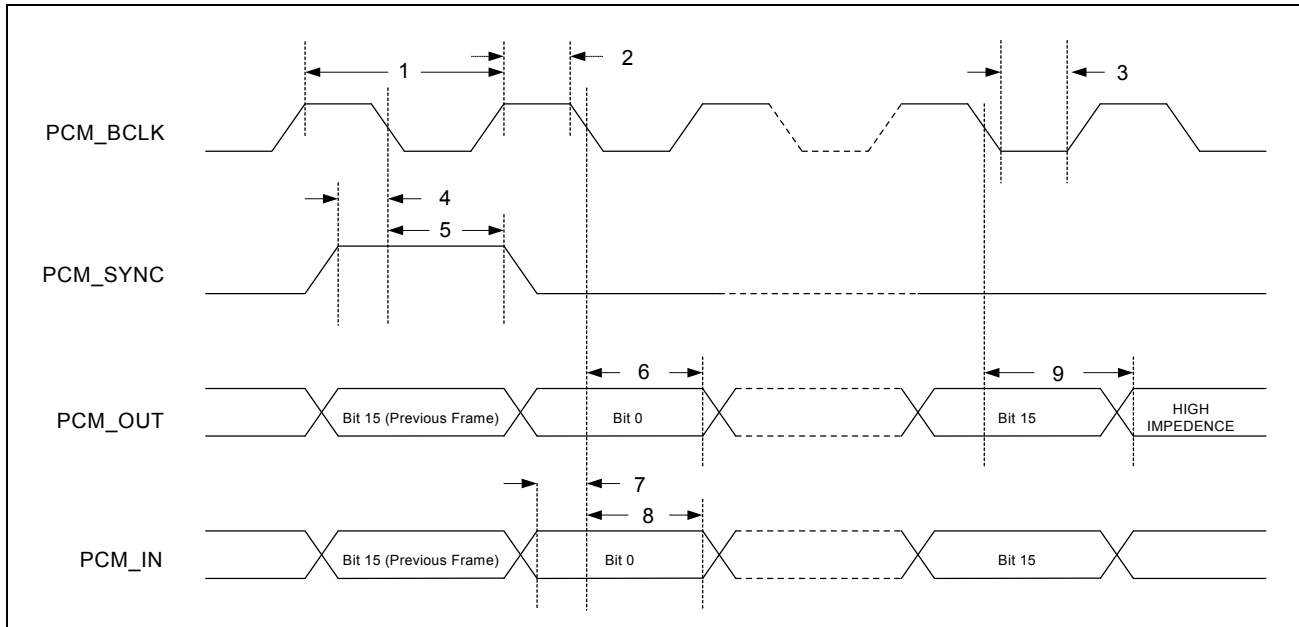 1
2
3
PCM_BCLK
4
5
PCM_SYNC
6
9
PCM_OUT
Bit 15 (Previous Frame)
Bit 0
Bit 15
HIGH
IMPEDENCE
7
8
PCM_IN
Bit 15 (Previous Frame)
Bit 0
Bit 15